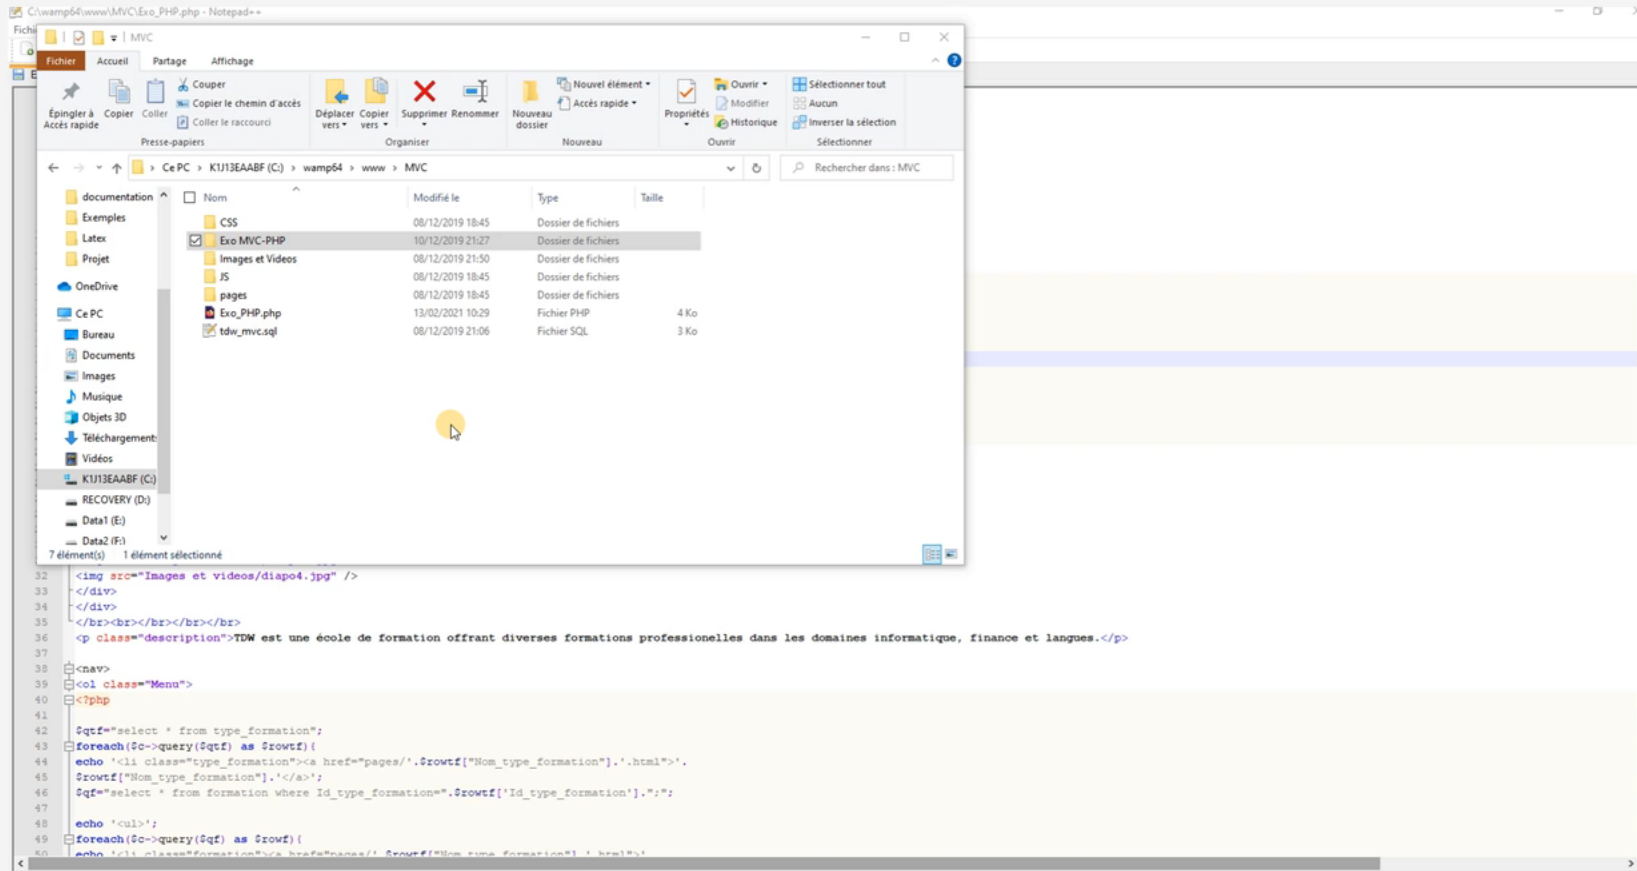 C:\wamp64\www\MVC\Exo_PHP.php - Notepad++
Fichi
MVC
Fichier Accueil Partage Affichage
Épingler à Accès rapide
Copier
Coller
Couper
Copier le chemin d'accès
Coller le raccourci
Déplacer vers
Copier vers
Supprimer
Renommer
Nouveau dossier
Nouvel élément
Accès rapide
Propriétés
Ouvrir
Modifier
Historique
Sélectionner tout
Aucun
Inverser la sélection
Presse-papiers Organiser Nouveau Ouvrir Sélectionner
Ce PC > K1J13EAABF (C:) > wamp64 > www > MVC
Rechercher dans : MVC
documentation
Exemples
Latex
Projet
OneDrive
Ce PC
Bureau
Documents
Images
Musique
Objets 3D
Téléchargement
Vidéos
K1J13EAABF (C:)
RECOVERY (D:)
Data1 (E:)
Data2 (F:)
Nom Modifié le Type Taille
CSS 08/12/2019 18:45 Dossier de fichiers
Exo MVC-PHP 10/12/2019 21:27 Dossier de fichiers
Images et Videos 08/12/2019 21:50 Dossier de fichiers
JS 08/12/2019 18:45 Dossier de fichiers
pages 08/12/2019 18:45 Dossier de fichiers
Exo_PHP.php 13/02/2021 10:29 Fichier PHP 4 Ko
tdw_mvc.sql 08/12/2019 21:06 Fichier SQL 3 Ko
7 élément(s) 1 élément sélectionné
32 <img src="Images et videos/diapo4.jpg" />
33 </div>
34 </div>
35 </br><br></br></br></br>
36 <p class="description">TDW est une école de formation offrant diverses formations professionelles dans les domaines informatique, finance et langues.</p>
37
38 <nav>
39 <ol class="Menu">
40 <?php
41
42 $qtf="select * from type_formation";
43 foreach($c->query($qtf) as $rowtf){
44 echo '<li class="type_formation"><a href="pages/'.$rowtf["Nom_type_formation"].'.html">'.
45 $rowtf["Nom_type_formation"].'</a>';
46 $qf="select * from formation where Id_type_formation=".$rowtf['Id_type_formation'].";";
47
48 echo '<ul>';
49 foreach($c->query($qf) as $rowf){
50 echo '<li class="formation"><a href="pages/'.$rowtf["Nom_type_formation"].'.html">'